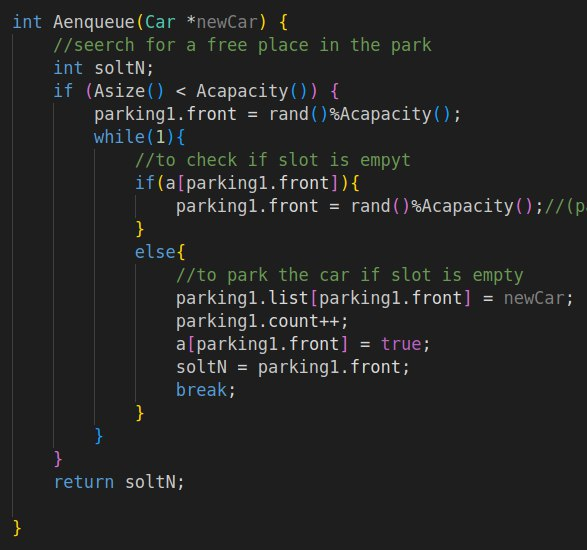 int Aenqueue(Car *newCar) {
//seerch for a free place in the park
int soltN;
if (Asize() < Acapacity()) {
parking1.front = rand()%Acapacity();
while(1){
//to check if slot is empyt
if(a[parking1.front]){
parking1.front = rand()%Acapacity();//(p
}
else{
//to park the car if slot is empty
parking1.list[parking1.front] = newCar;
parking1.count++;
a[parking1.front] = true;
soltN = parking1.front;
break;
}
}
}
return soltN;
}